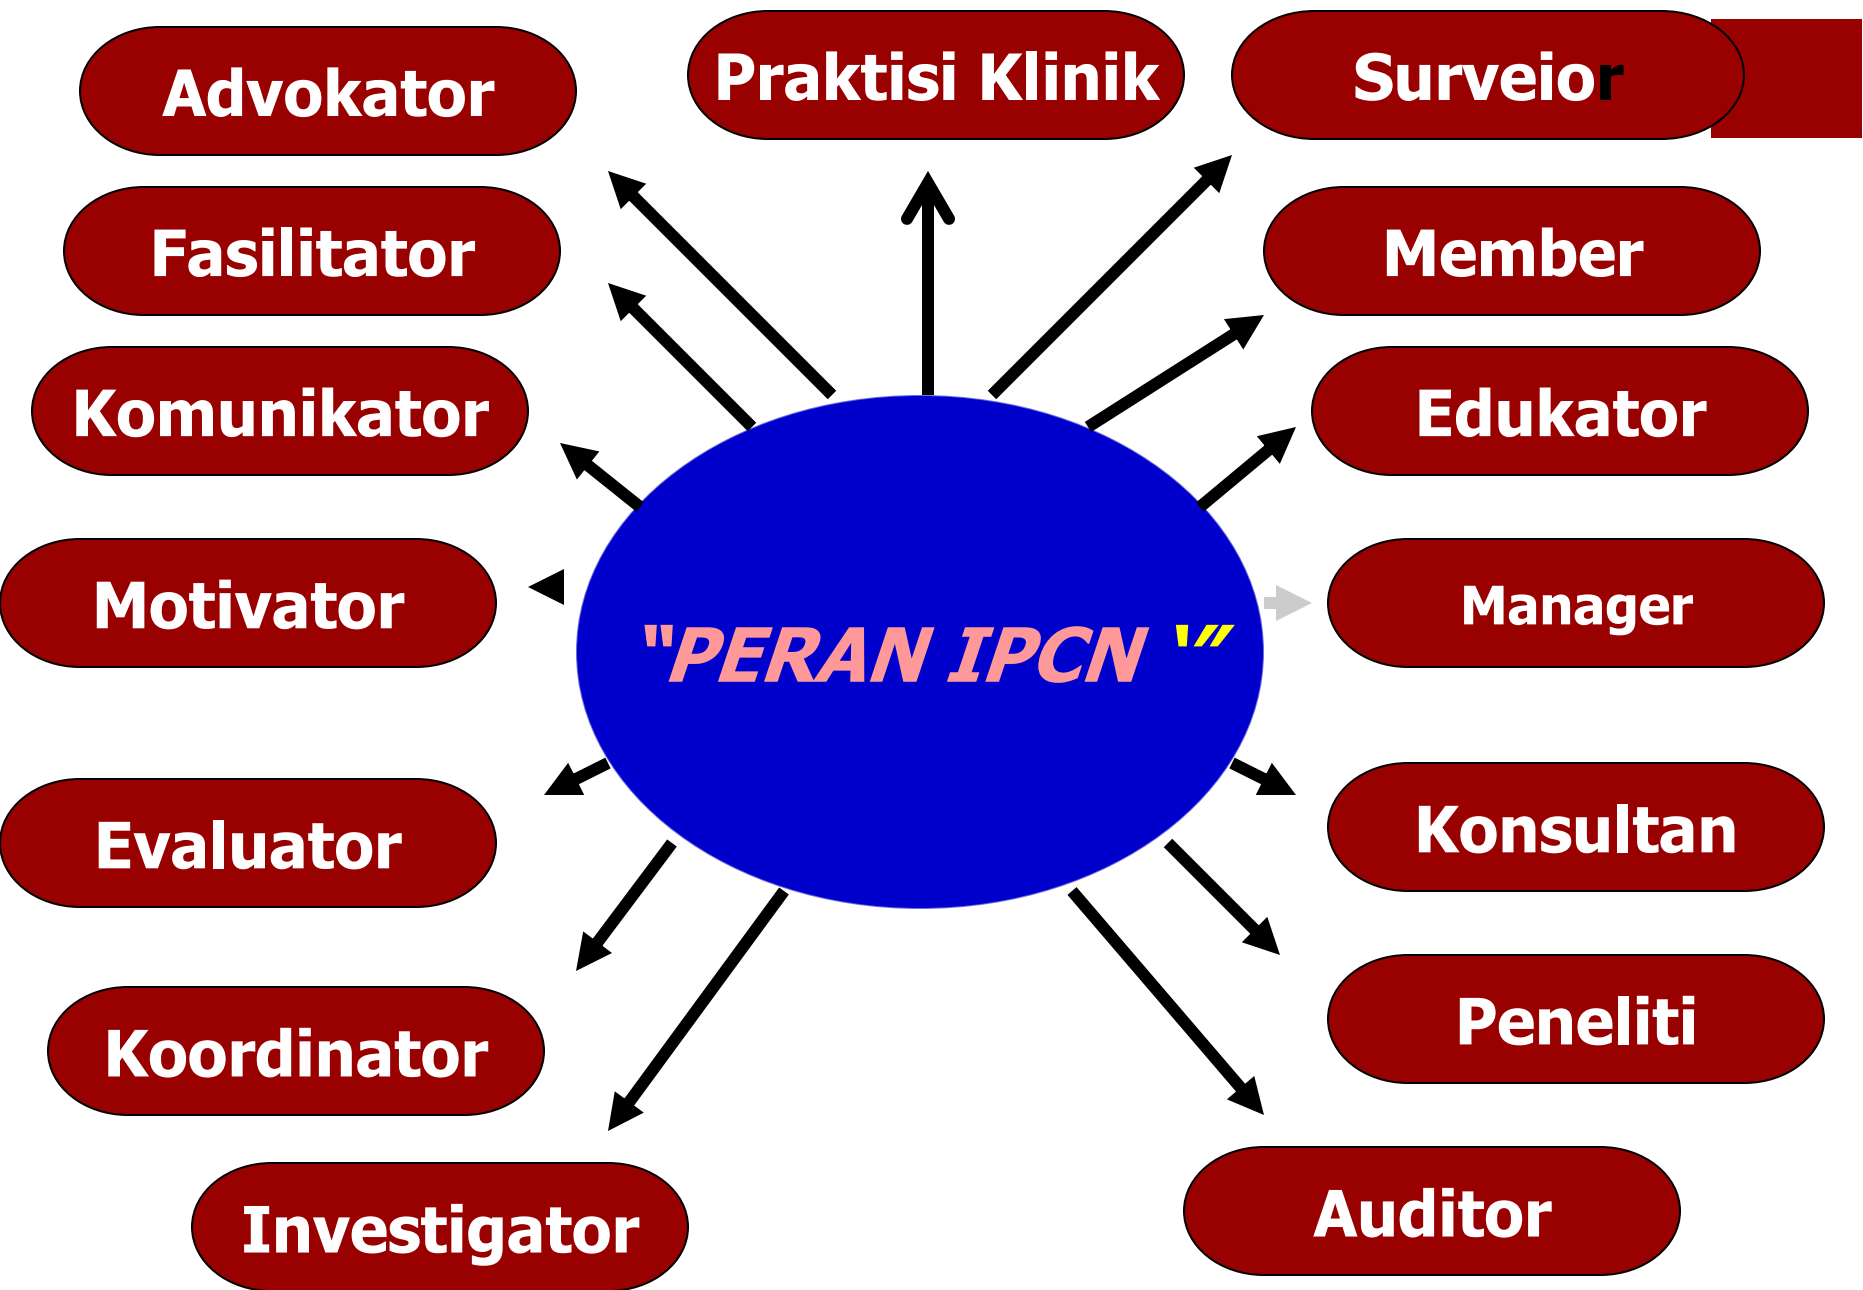 Advokator
Praktisi Klinik
Surveior
Fasilitator
Member
Komunikator
Edukator
Motivator
Manager
"PERAN IPCN "”
Evaluator
Konsultan
Koordinator
Peneliti
Investigator
Auditor